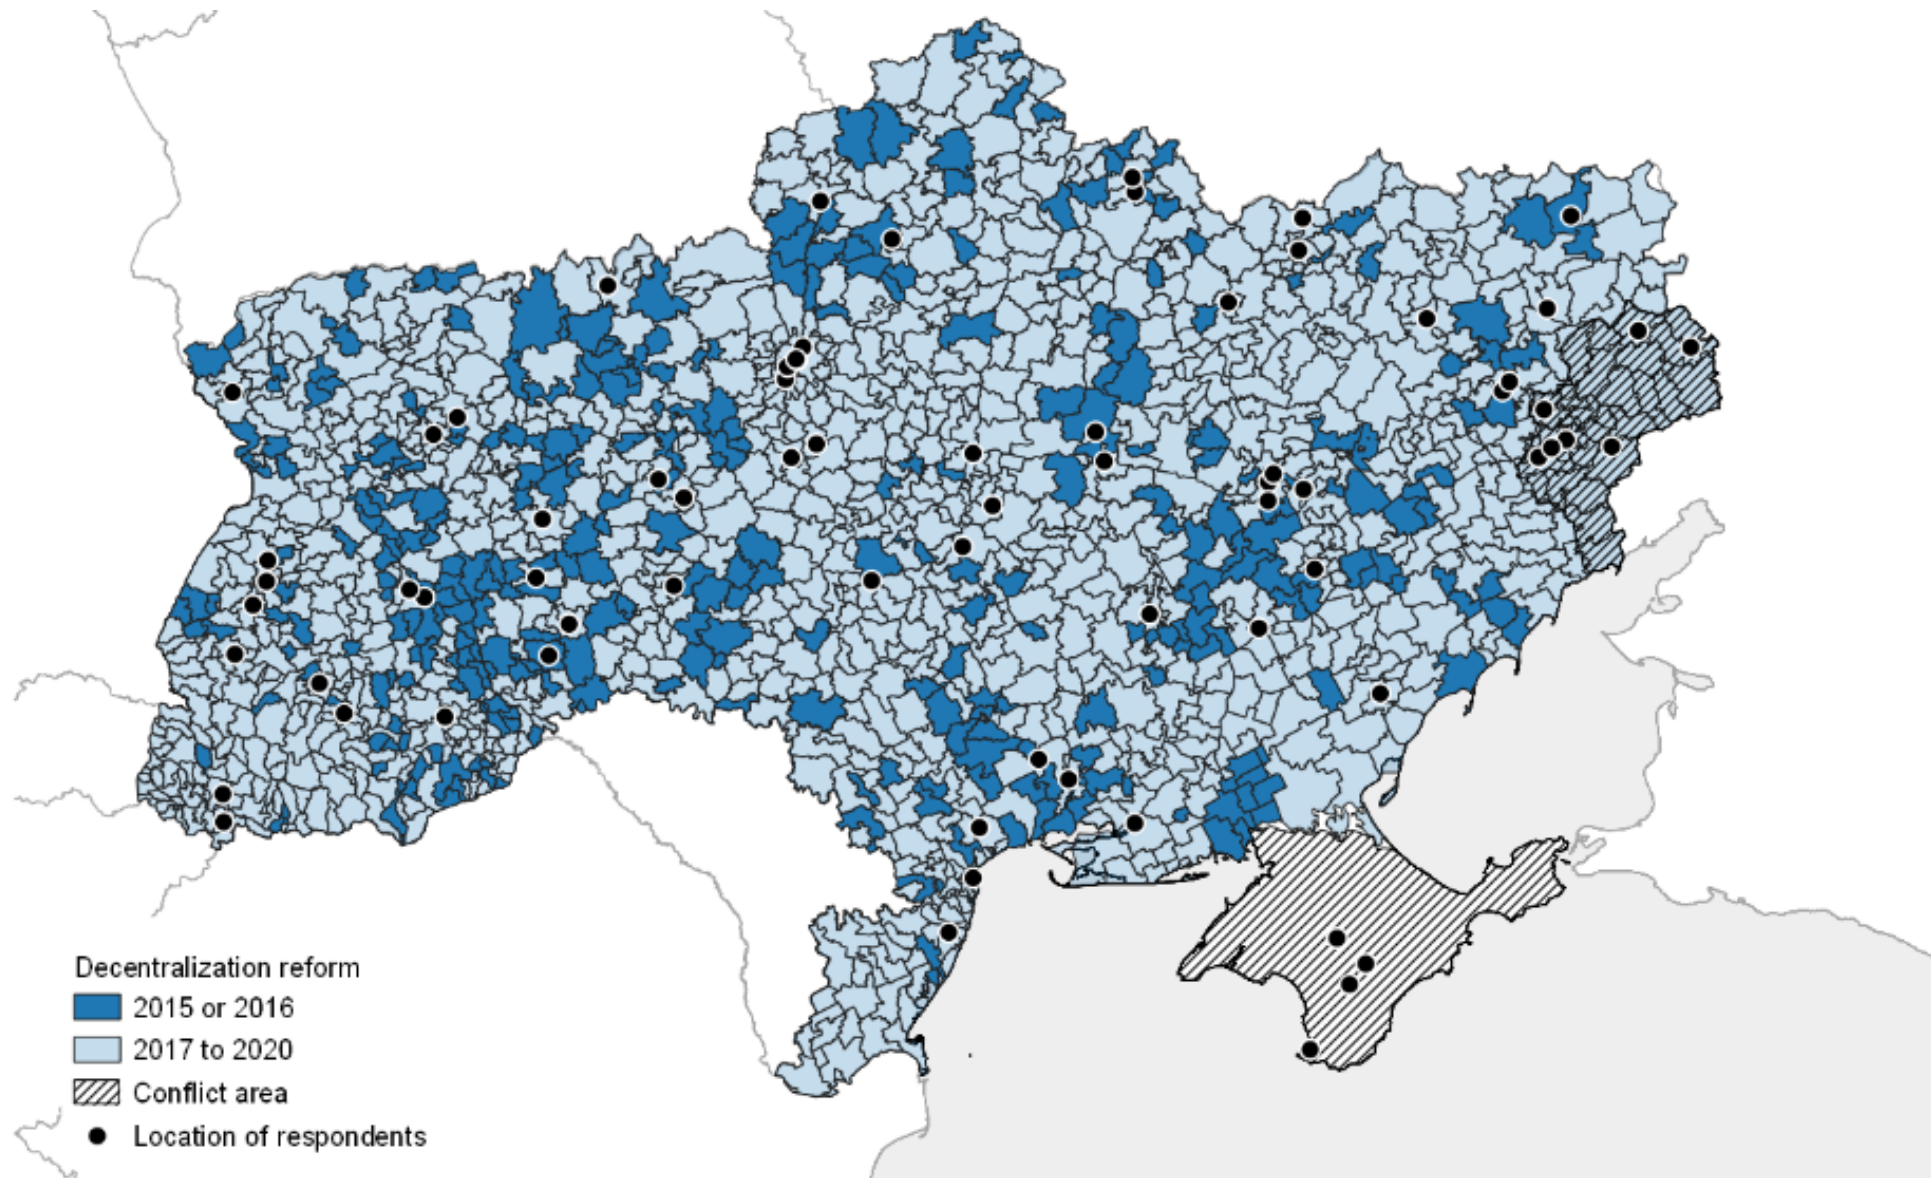 Decentralization reform
2015 or 2016
2017 to 2020
Conflict area
Location of respondents